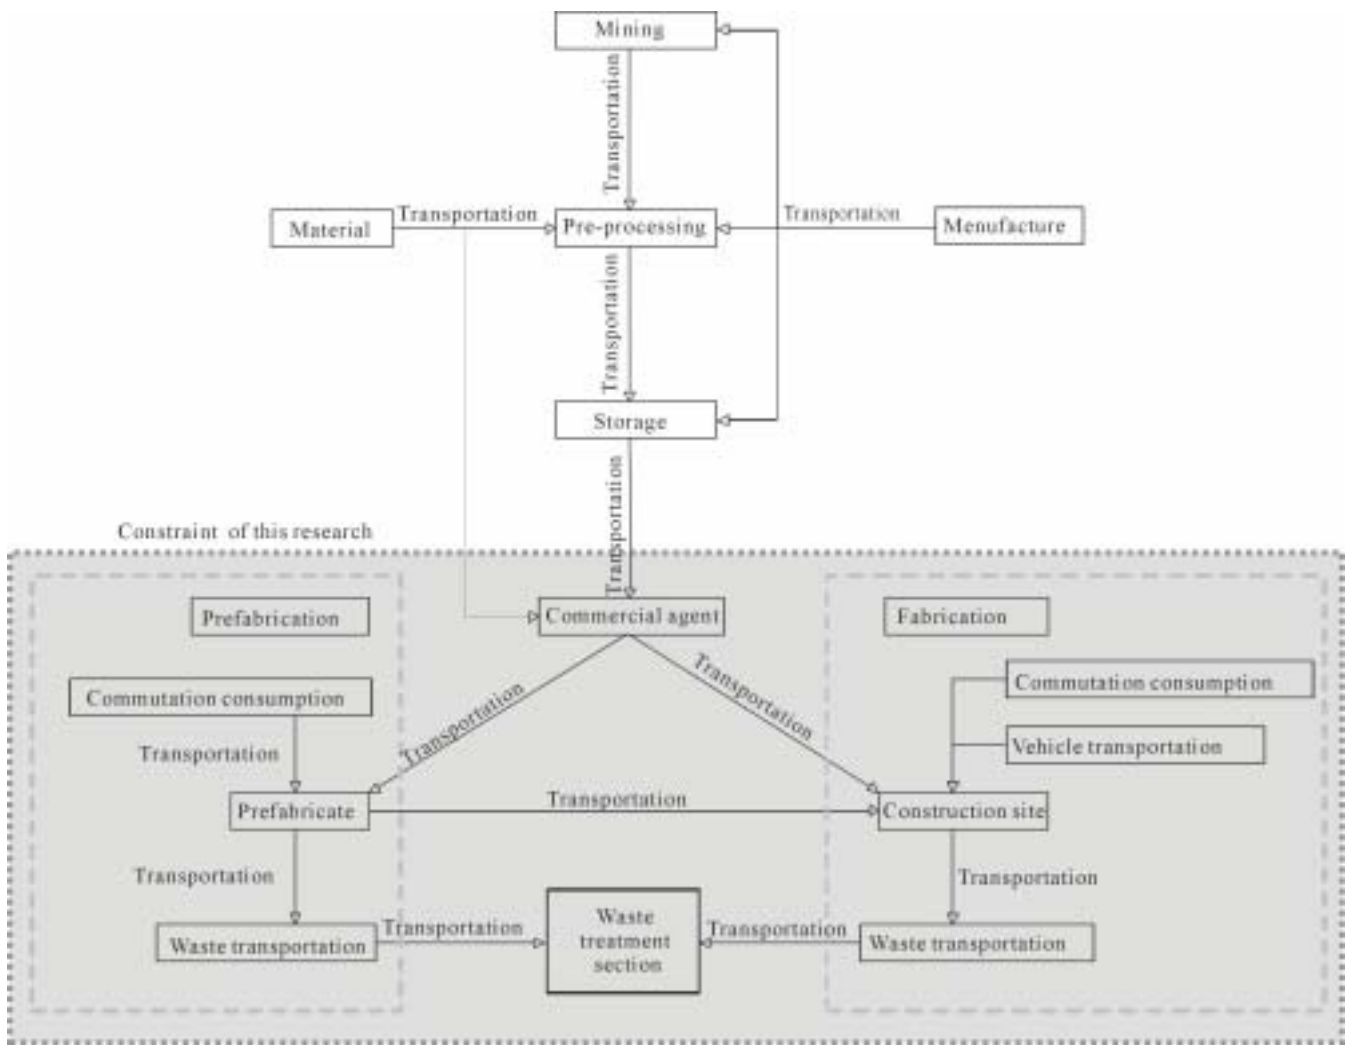 Mining
Transportation
Material
Transportation
Pre-processing
Transportation
Menufacture
Transportation
Storage
Transportation
Constraint of this research
Prefabrication
Commercial agent
Fabrication
Commutation consumption
Transportation
Transportation
Commutation consumption
Transportation
Vehicle transportation
Prefabricate
Transportation
Construction site
Transportation
Transportation
Waste transportation
Transportation
Waste
treatment
section
Transportation
Waste transportation